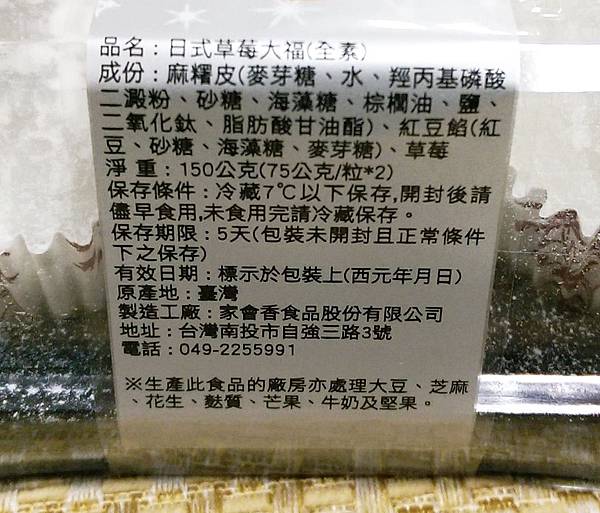 品名：日式草莓大福(全素)
成份：麻糬皮(麥芽糖、水、羥丙基磷酸
二澱粉、砂糖、海藻糖、棕櫚油、鹽、
二氧化鈦、脂肪酸甘油酯)、紅豆餡(紅
豆、砂糖、海藻糖、麥芽糖)、草莓
淨 重：150公克(75公克/粒*2)
保存條件：冷藏7℃以下保存,開封後請
儘早食用,未食用完請冷藏保存。
保存期限：5天(包裝未開封且正常條件
下之保存)
有效日期：標示於包裝上(西元年月日)
原產地：臺灣
製造工廠：家會香食品股份有限公司
地址：台灣南投市自強三路3號
電話：049-2255991
※生產此食品的廠房亦處理大豆、芝麻
、花生、麩質、芒果、牛奶及堅果。